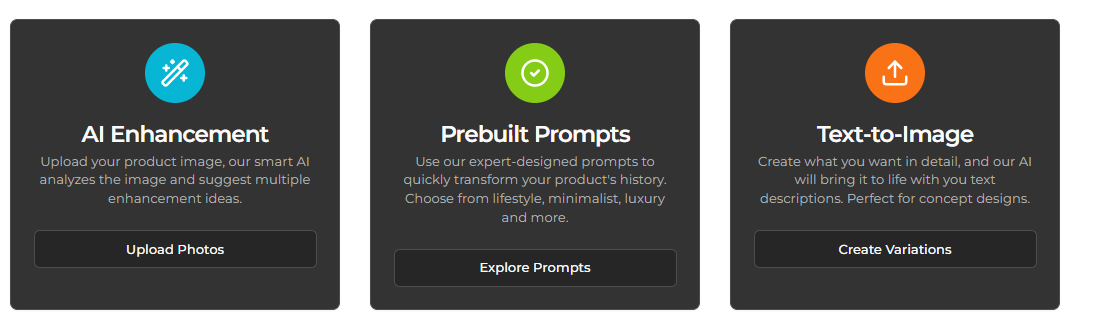 AI Enhancement
Upload your product image, our smart AI
analyzes the image and suggest multiple
enhancement ideas.
Upload Photos
Prebuilt Prompts
Use our expert-designed prompts to
quickly transform your product's history.
Choose from lifestyle, minimalist, luxury
and more.
Explore Prompts
Text-to-Image
Create what you want in detail, and our AI
will bring it to life with you text
descriptions. Perfect for concept designs.
Create Variations